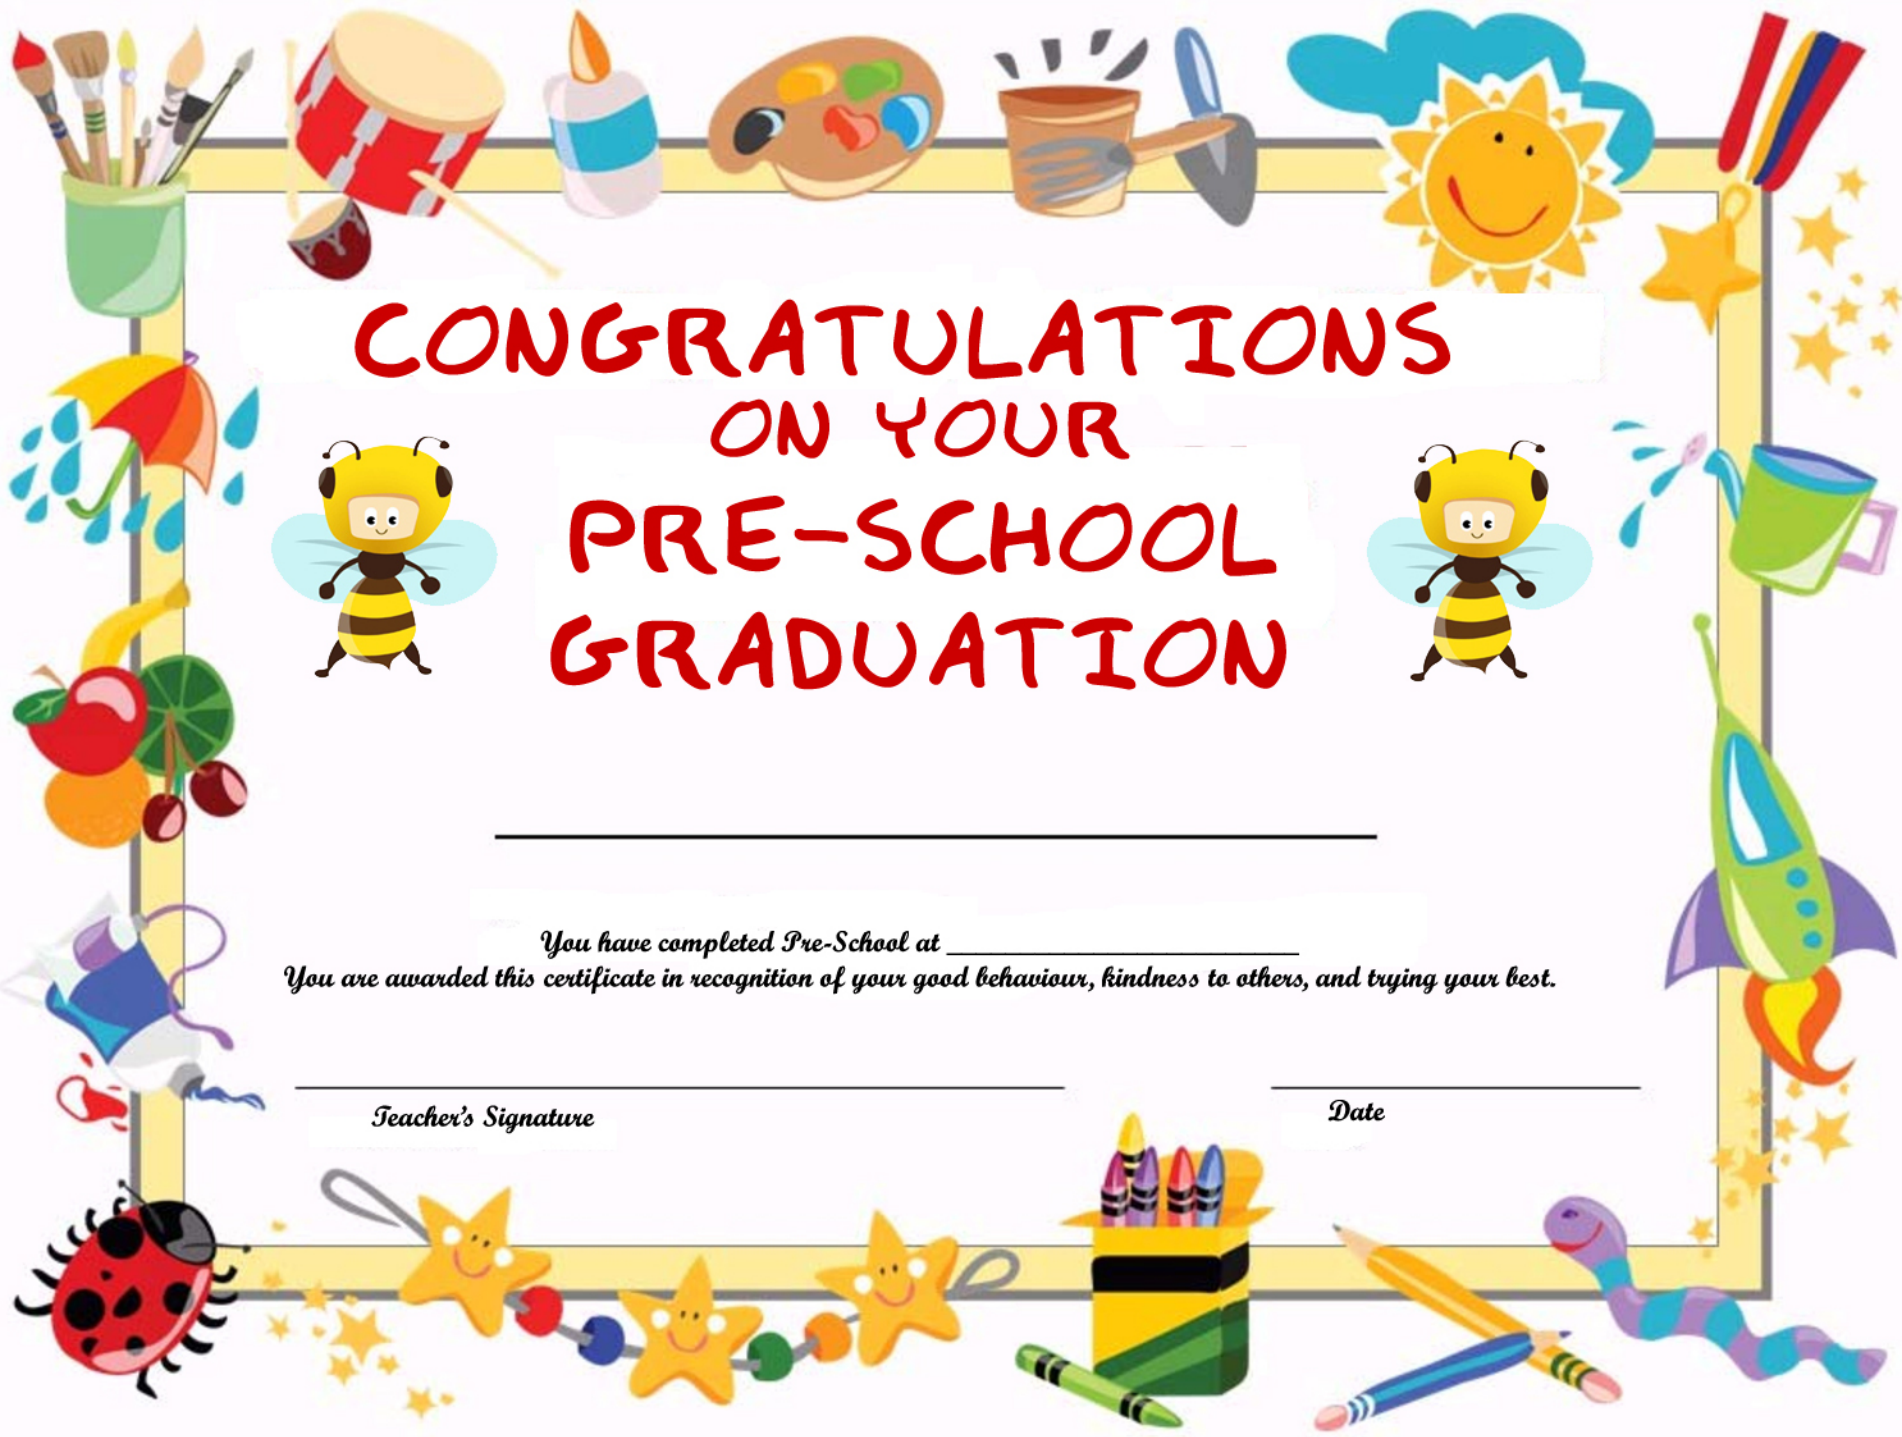 CONGRATULATIONS
ON YOUR
PRE-SCHOOL
GRADUATION
You have completed Pre-School at ______________________
You are awarded this certificate in recognition of your good behaviour, kindness to others, and trying your best.
Teacher's Signature
Date